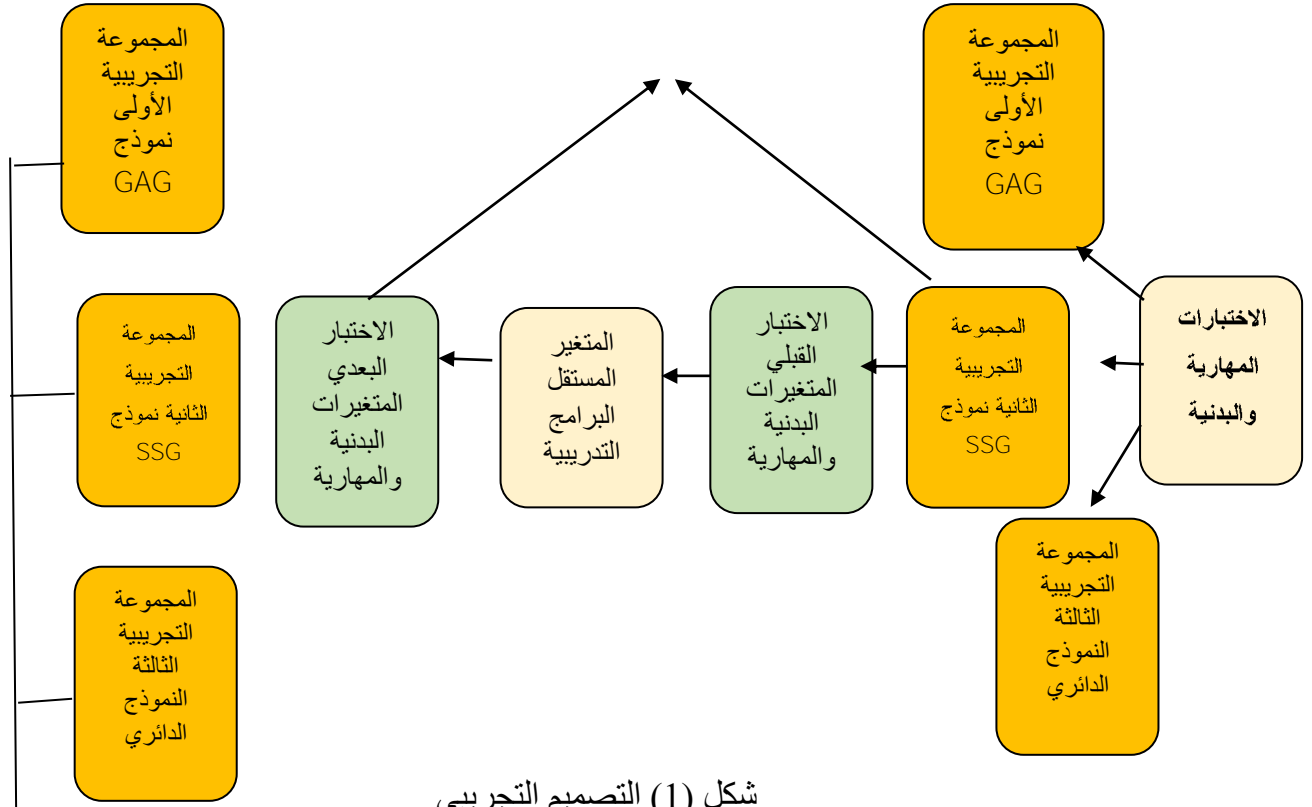 الاختبارات
المهارية
والبدنية
المجموعة
التجريبية
الأولى
نموذج
GAG
المجموعة
التجريبية
الثانية نموذج
SSG
المجموعة
التجريبية
الثالثة
النموذج
الدائري
الاختبار
القبلي
المتغيرات
البدنية
والمهارية
المتغير
المستقل
البرامج
التدريبية
الاختبار
البعدي
المتغيرات
البدنية
والمهارية
المجموعة
التجريبية
الأولى
نموذج
GAG
المجموعة
التجريبية
الثانية نموذج
SSG
المجموعة
التجريبية
الثالثة
النموذج
الدائري
شكل (1) التصميم التجريبي